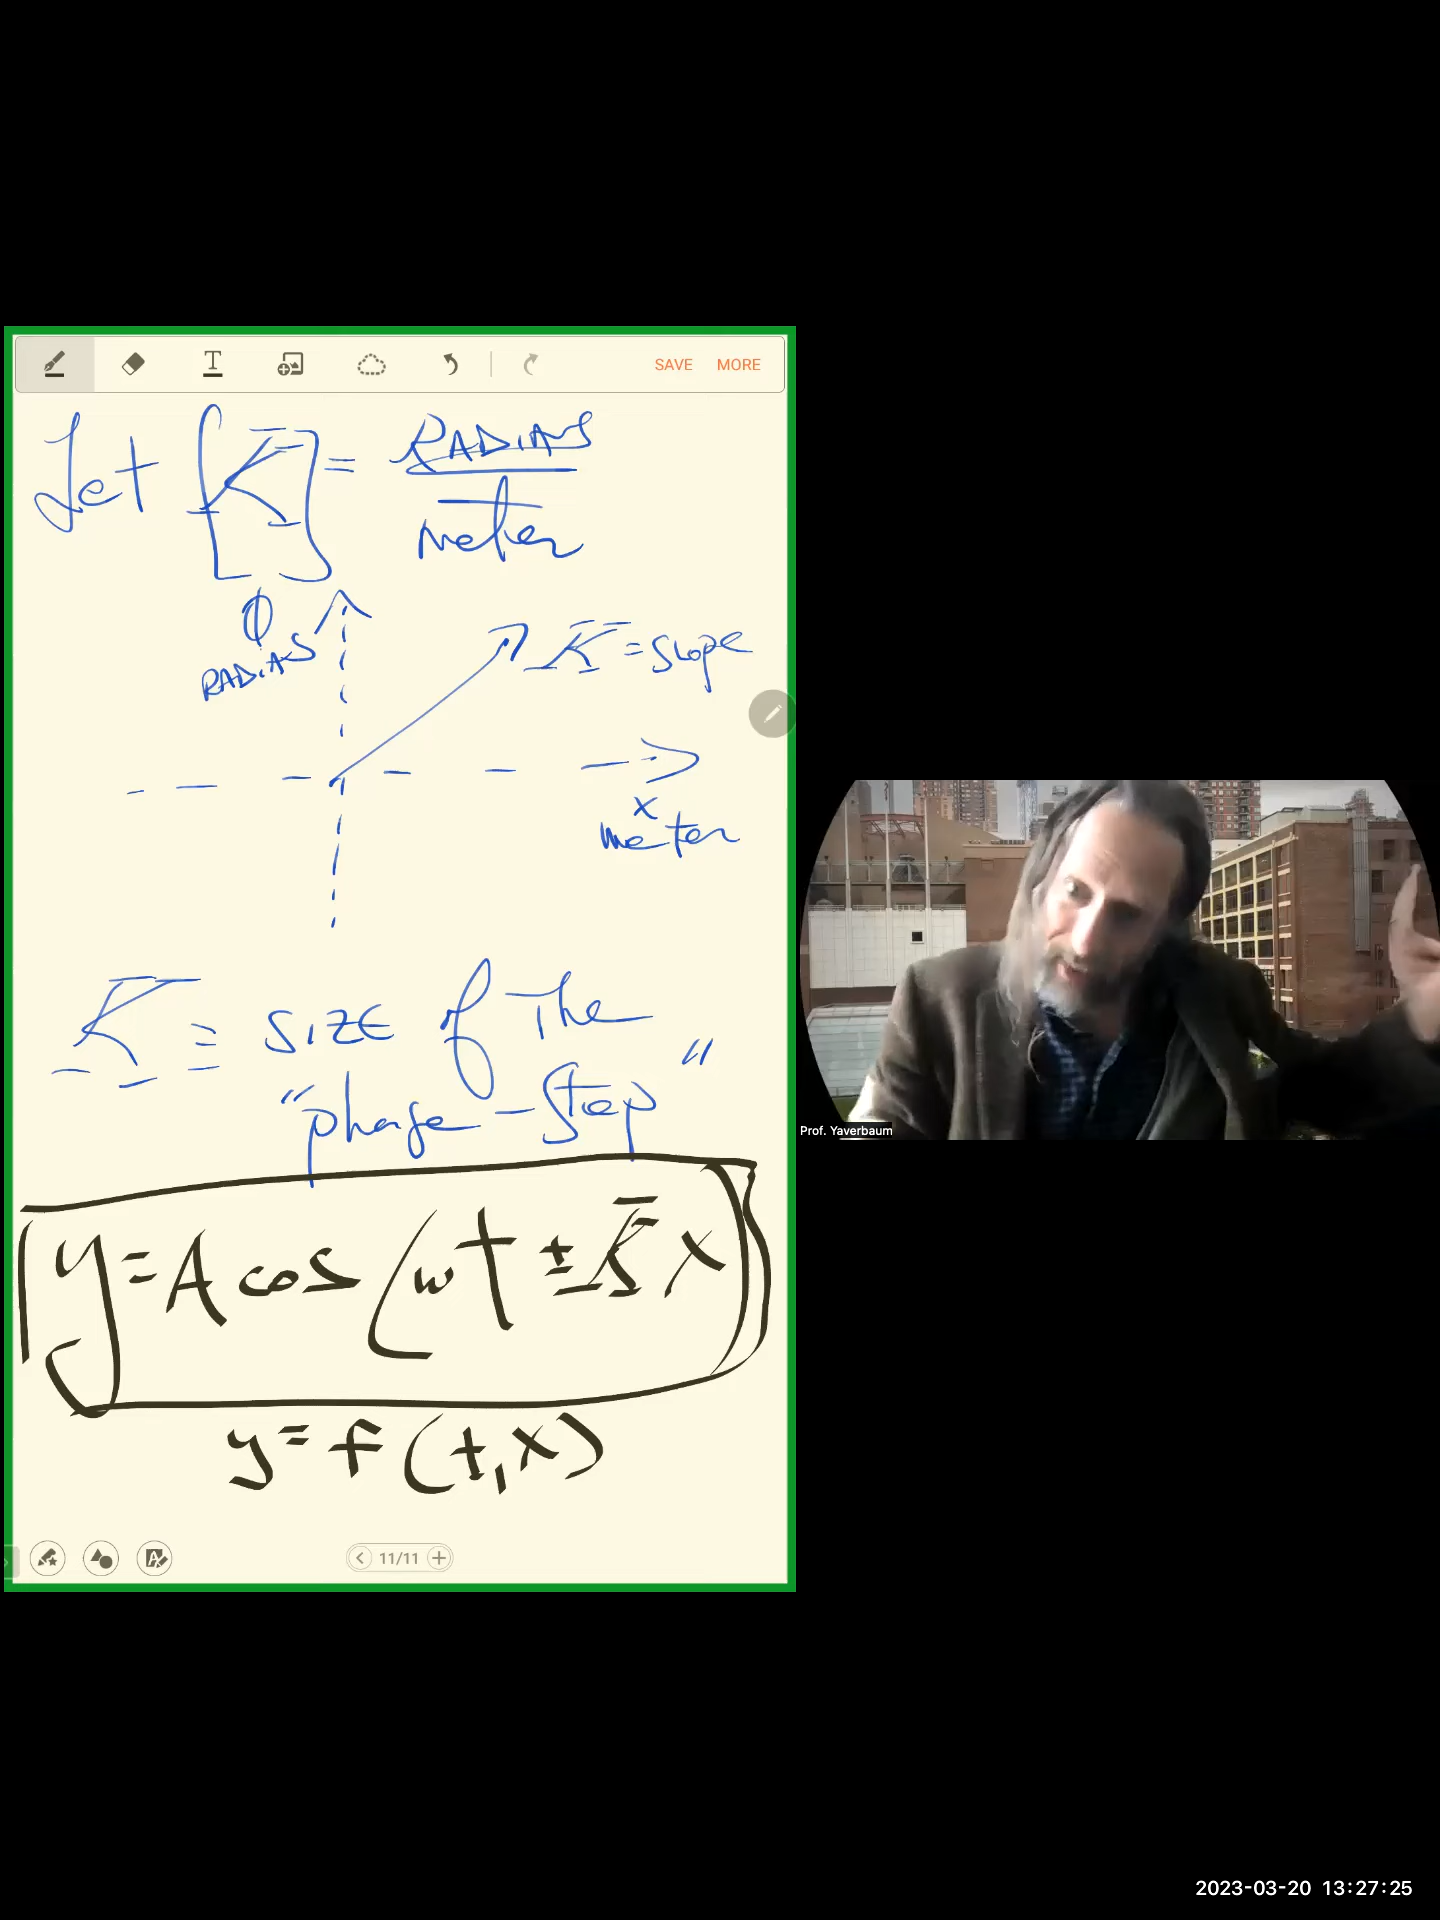 SAVE MORE
Let [K] = RADIANS
meter
ϕ
RADIANS
K = slope
x
meter
K ≡ SIZE of The
"phase-step"
y = A cos (ωt ± Kx)
y = f(t,x)
11/11
Prof. Yaverbaum
2023-03-20 13:27:25